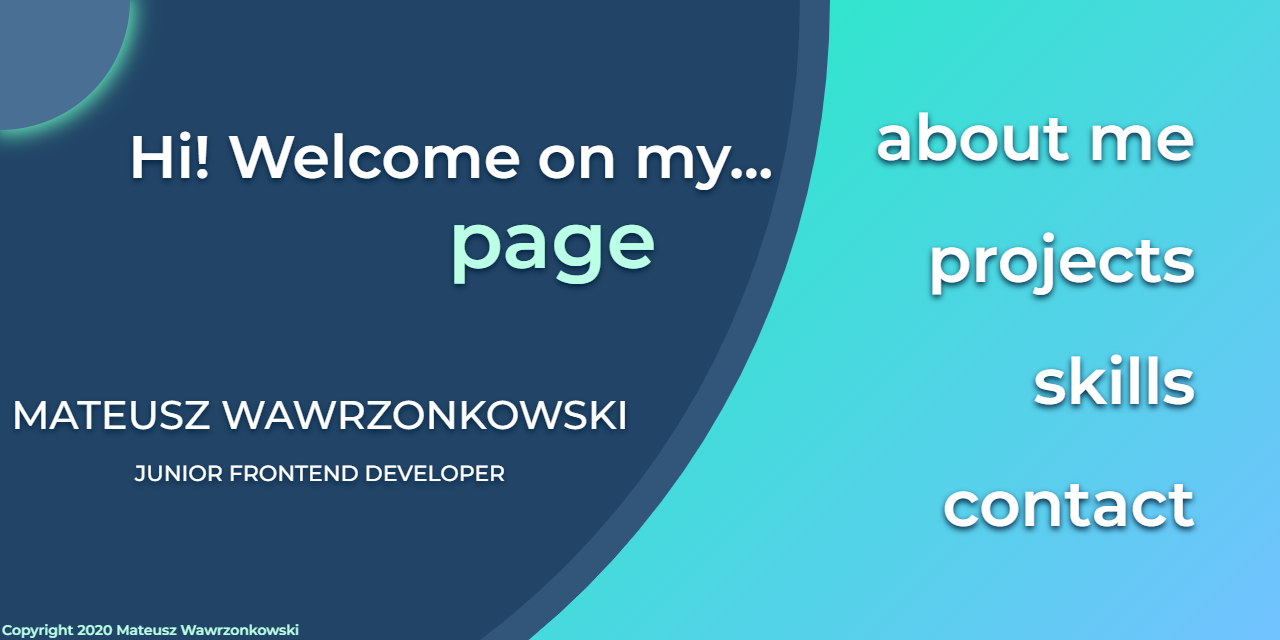 Hi! Welcome on my...
page
MATEUSZ WAWRZONKOWSKI
JUNIOR FRONTEND DEVELOPER
about me
projects
skills
contact
Copyright 2020 Mateusz Wawrzonkowski